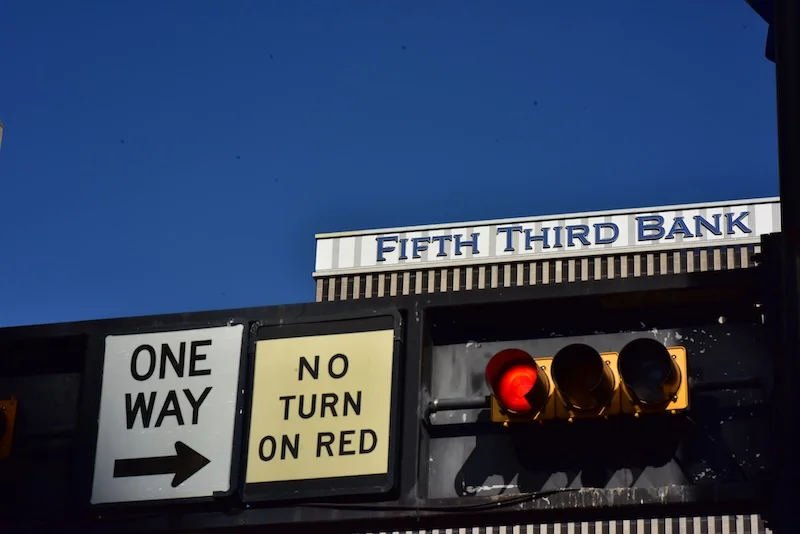 FIFTH THIRD BANK
ONE
WAY
NO
TURN
ON RED